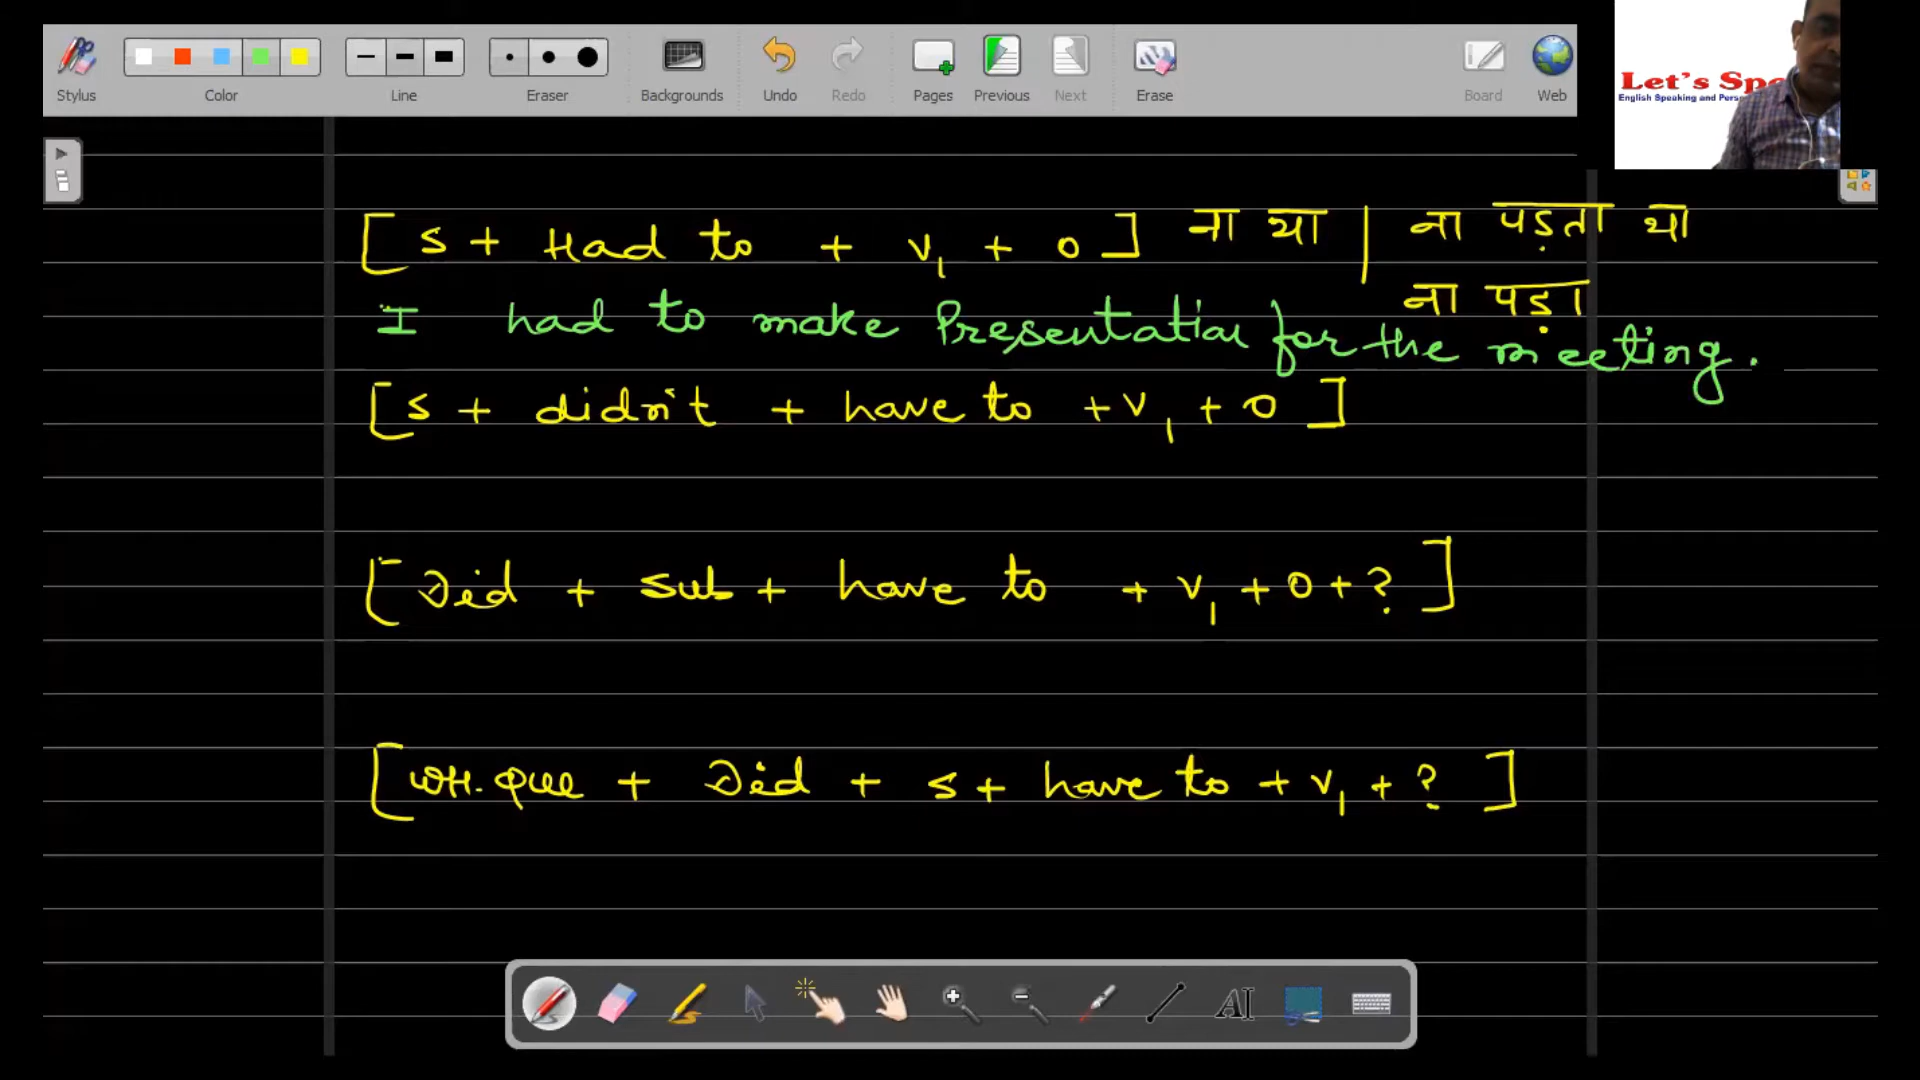 Stylus Color Line Eraser Backgrounds Undo Redo Pages Previous Next Erase Board Web
Let's Spe
English Speaking and Pers
[ S + Had to + V1 + O ] ना था | ना पड़ता था
ना पड़ा
I had to make Presentation for the meeting.
[ S + didn't + have to + V1 + O ]
[ Did + Sub + have to + V1 + O + ? ]
[ WH. Que + Did + S + have to + V1 + ? ]
AI